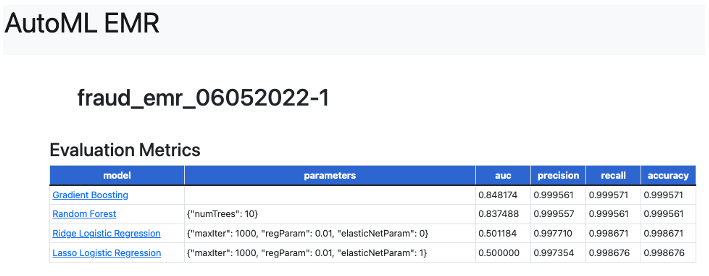 AutoML EMR
fraud_emr_06052022-1
Evaluation Metrics
model parameters auc precision recall accuracy
Gradient Boosting 0.848174 0.999561 0.999571 0.999571
Random Forest {"numTrees": 10} 0.837488 0.999557 0.999561 0.999561
Ridge Logistic Regression {"maxIter": 1000, "regParam": 0.01, "elasticNetParam": 0} 0.501184 0.997710 0.998671 0.998671
Lasso Logistic Regression {"maxIter": 1000, "regParam": 0.01, "elasticNetParam": 1} 0.500000 0.997354 0.998676 0.998676